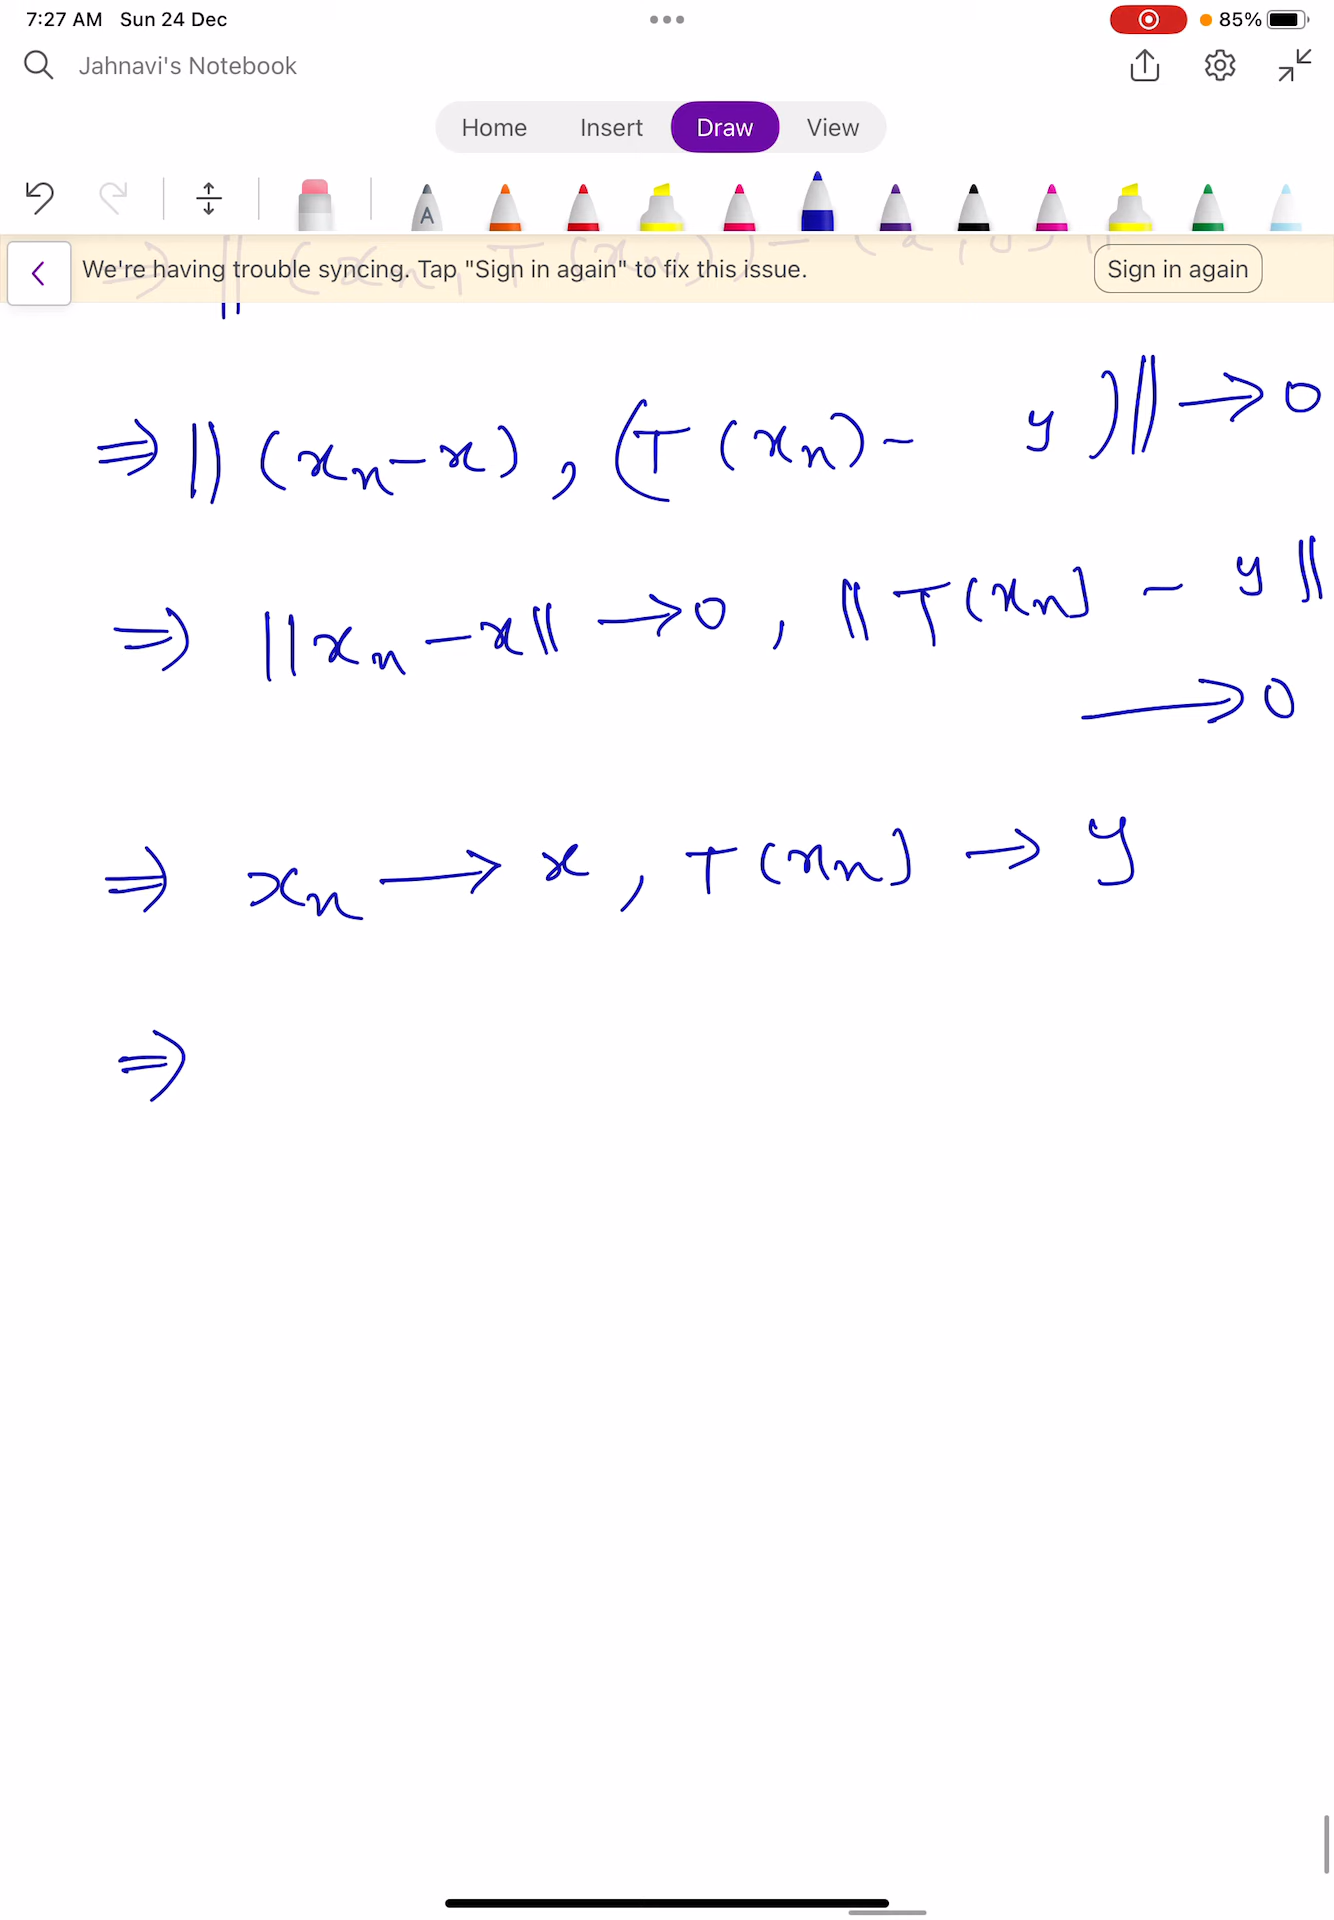 7:27 AM Sun 24 Dec
85%
Jahnavi's Notebook
Home Insert Draw View
A
We're having trouble syncing. Tap "Sign in again" to fix this issue.
Sign in again
⇒ || (xn - x), (T (xn) - y)|| → 0
⇒ ||xn - x|| → 0, || T(xn) - y ||
→ 0
⇒ xn → x, T(xn) → y
⇒